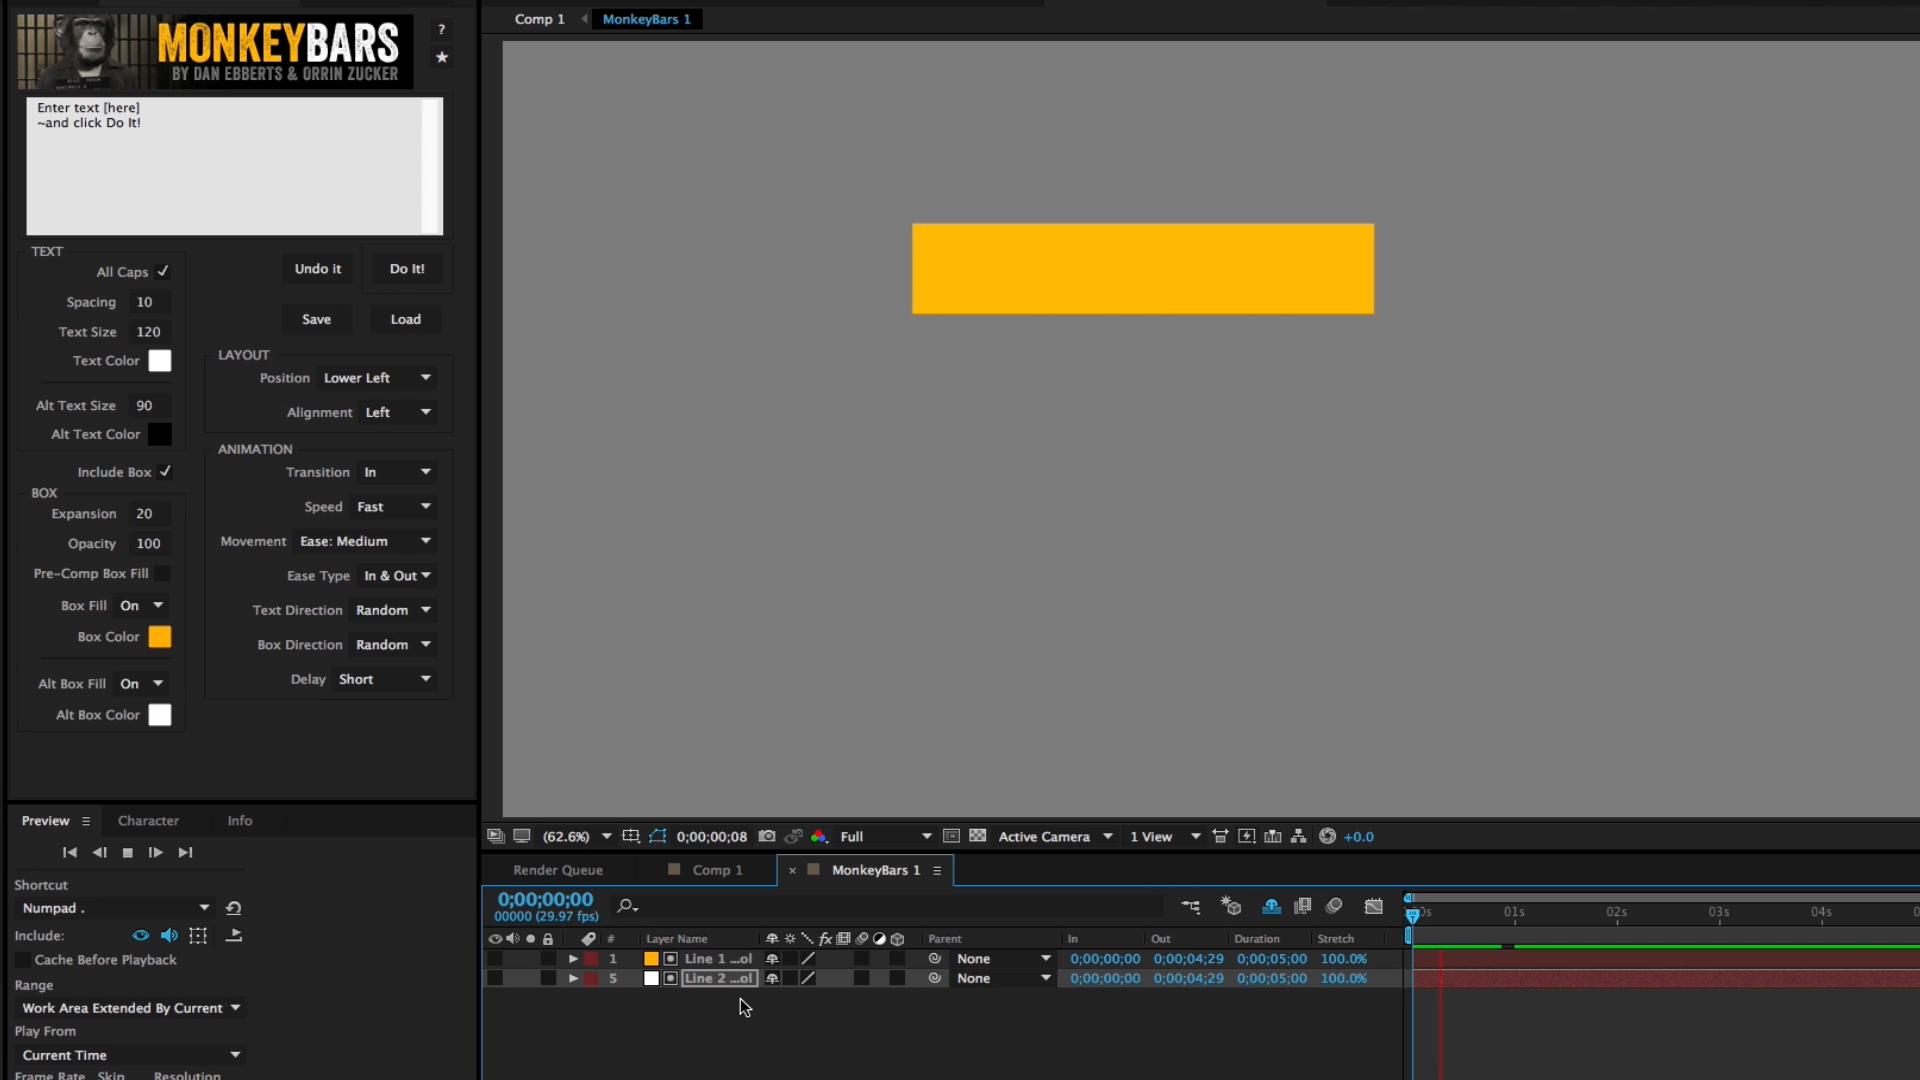 MONKEYBARS
BY DAN EBBERTS & ORRIN ZUCKER
?
Enter text [here]
~and click Do It!
TEXT
All Caps
Spacing 10
Text Size 120
Text Color
Alt Text Size 90
Alt Text Color
Include Box
BOX
Expansion 20
Opacity 100
Pre-Comp Box Fill
Box Fill On
Box Color
Alt Box Fill On
Alt Box Color
Undo it Do It!
Save Load
LAYOUT
Position Lower Left
Alignment Left
ANIMATION
Transition In
Speed Fast
Movement Ease: Medium
Ease Type In & Out
Text Direction Random
Box Direction Random
Delay Short
Preview Character Info
Shortcut
Numpad .
Include:
Cache Before Playback
Range
Work Area Extended By Current
Play From
Current Time
Frame Rate Skip Resolution
Comp 1 MonkeyBars 1
(62.6%) 0;00;00;08 Full Active Camera 1 View +0.0
Render Queue Comp 1 × MonkeyBars 1
0;00;00;00
00000 (29.97 fps)
01s 02s 03s 04s
# Layer Name fx Parent In Out Duration Stretch
1 Line 1 ...ol None 0;00;00;00 0;00;04;29 0;00;05;00 100.0%
5 Line 2 ...ol None 0;00;00;00 0;00;04;29 0;00;05;00 100.0%